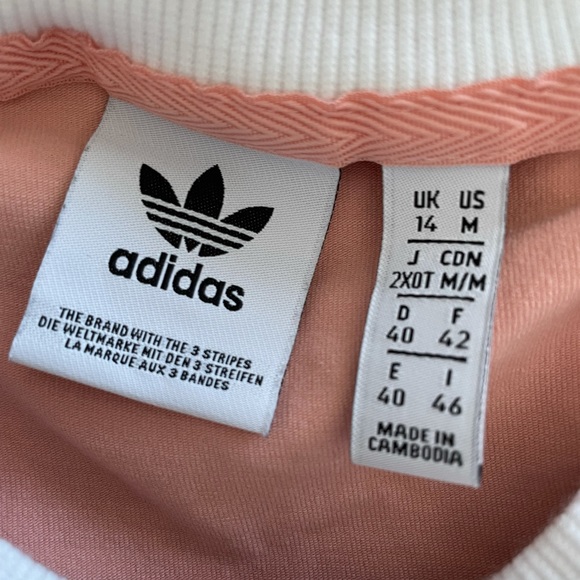 adidas
THE BRAND WITH THE 3 STRIPES
DIE WELTMARKE MIT DEN 3 STREIFEN
LA MARQUE AUX 3 BANDES
UK US
14 M
J CDN
2XOT M/M
D F
40 42
E I
40 46
MADE IN
CAMBODIA